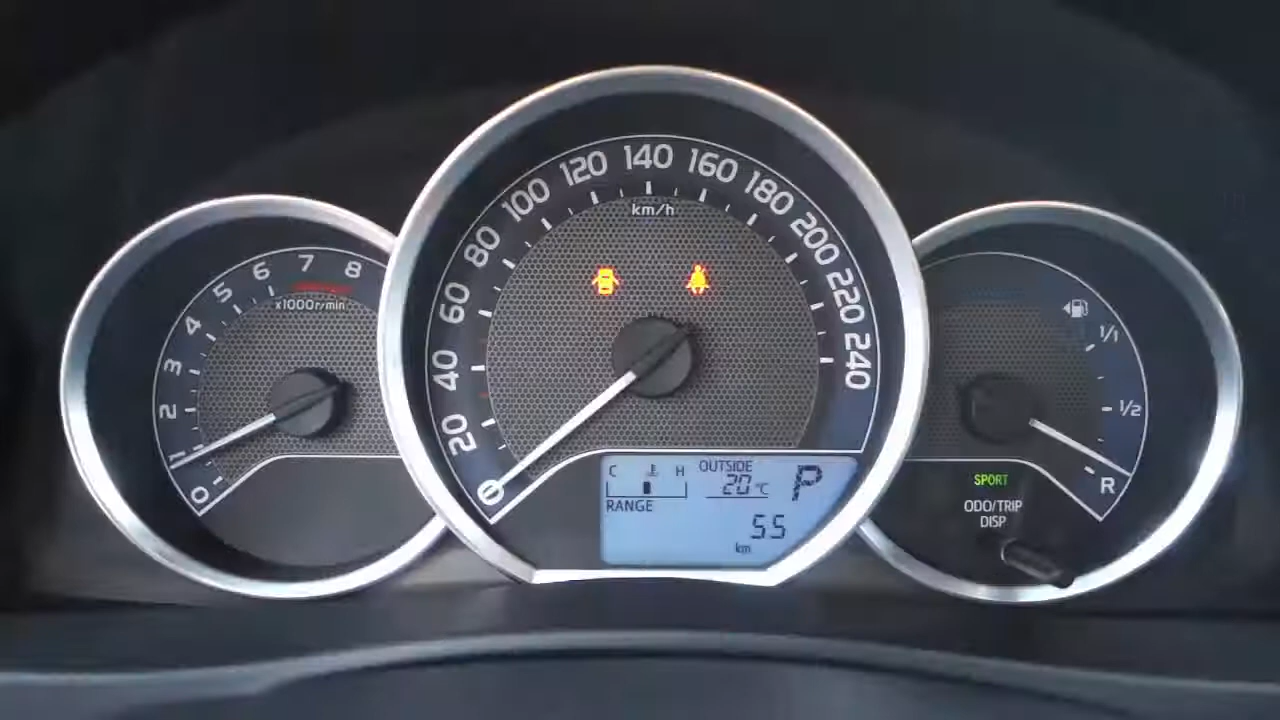 0
1
2
3
4
5
6
7
8
x1000r/min
0
20
40
60
80
100
120
140
160
180
200
220
240
km/h
C H
OUTSIDE
20°C
P
RANGE
55
km
1/1
1/2
R
SPORT
ODO/TRIP
DISP